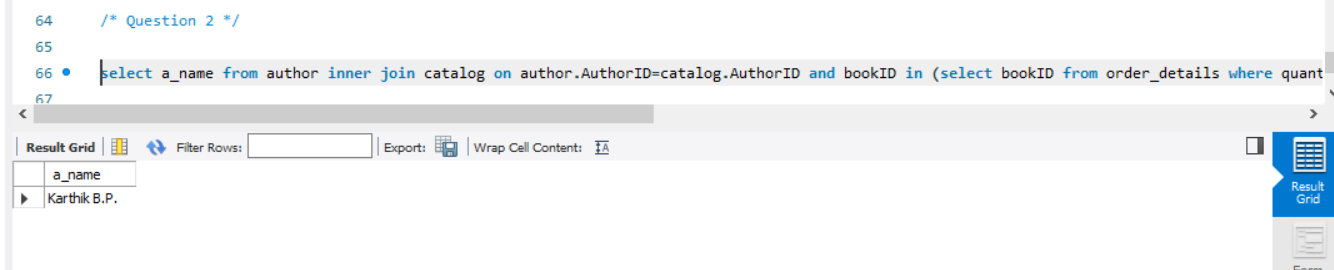 64 /* Question 2 */
65
66 select a_name from author inner join catalog on author.AuthorID=catalog.AuthorID and bookID in (select bookID from order_details where quant
67
Result Grid Filter Rows: Export: Wrap Cell Content: IA
a_name
Karthik B.P.
Result
Grid
Form